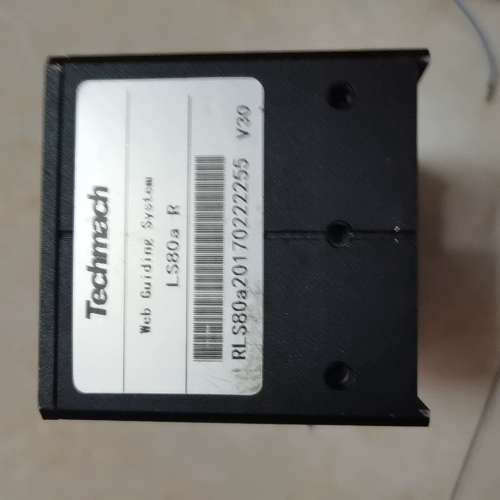 Techmach
Web Guiding System
LS80a R
RLS80a20170222255 V30